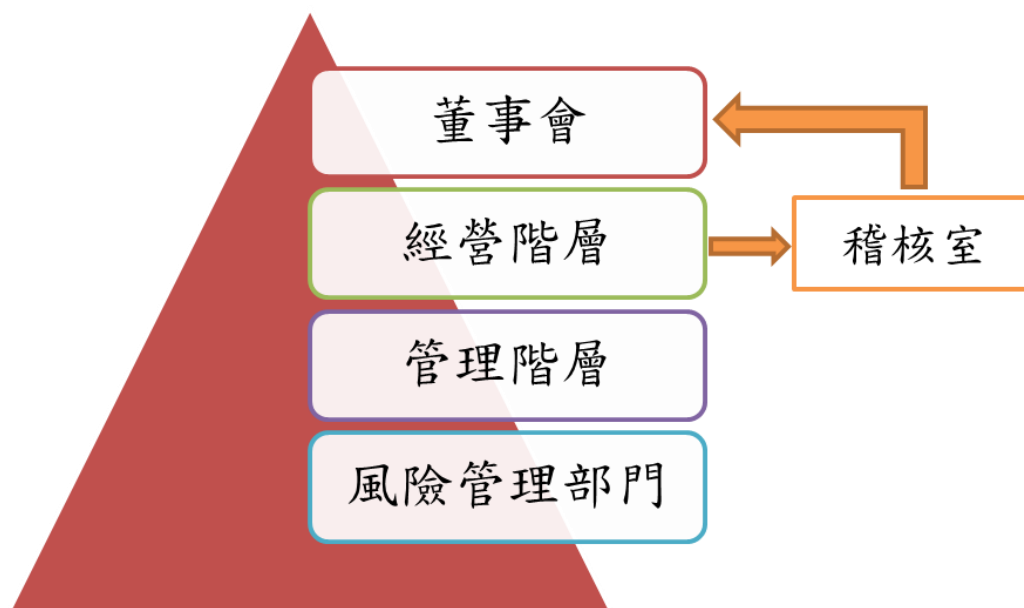 董事會
經營階層
稽核室
管理階層
風險管理部門